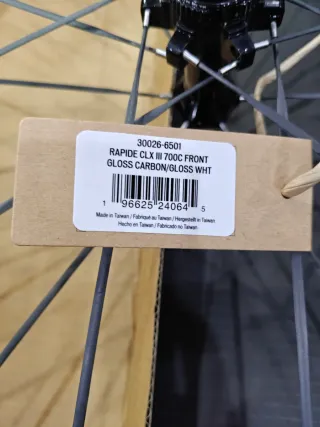 30026-6501
RAPIDE CLX III 700C FRONT
GLOSS CARBON/GLOSS WHT
1 96625 24064 5
Made in Taiwan / Fabriqué au Taiwan / Hergestellt in Taiwan
Hecho en Taiwan / Fabricado no Taiwan